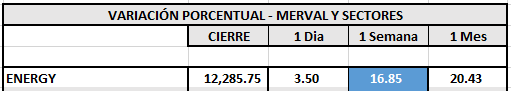 VARIACIÓN PORCENTUAL - MERVAL Y SECTORES
CIERRE 1 Dia 1 Semana 1 Mes
ENERGY 12,285.75 3.50 16.85 20.43